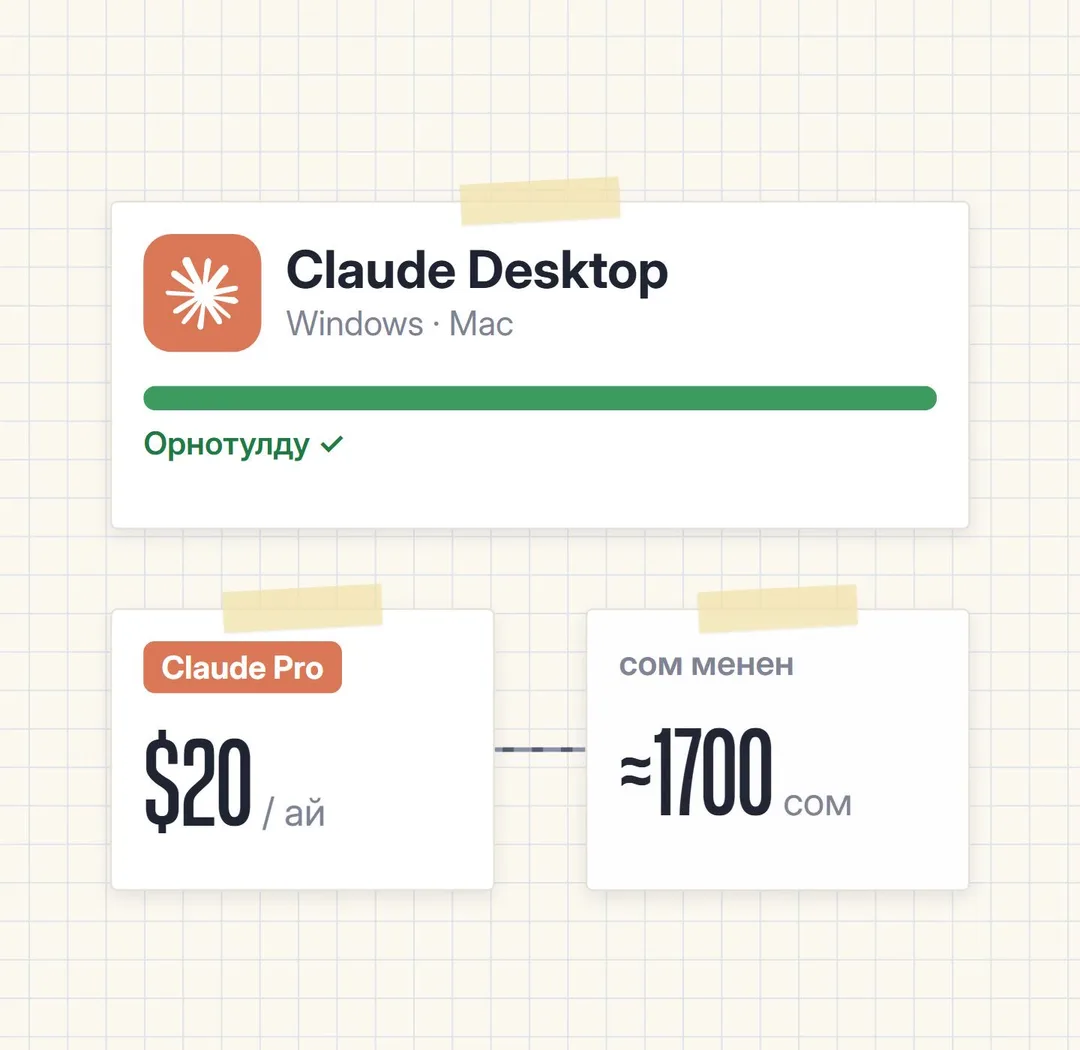 Claude Desktop
Windows · Mac
Орнотулду ✓
Claude Pro
$20 / ай
сом менен
≈1700 сом